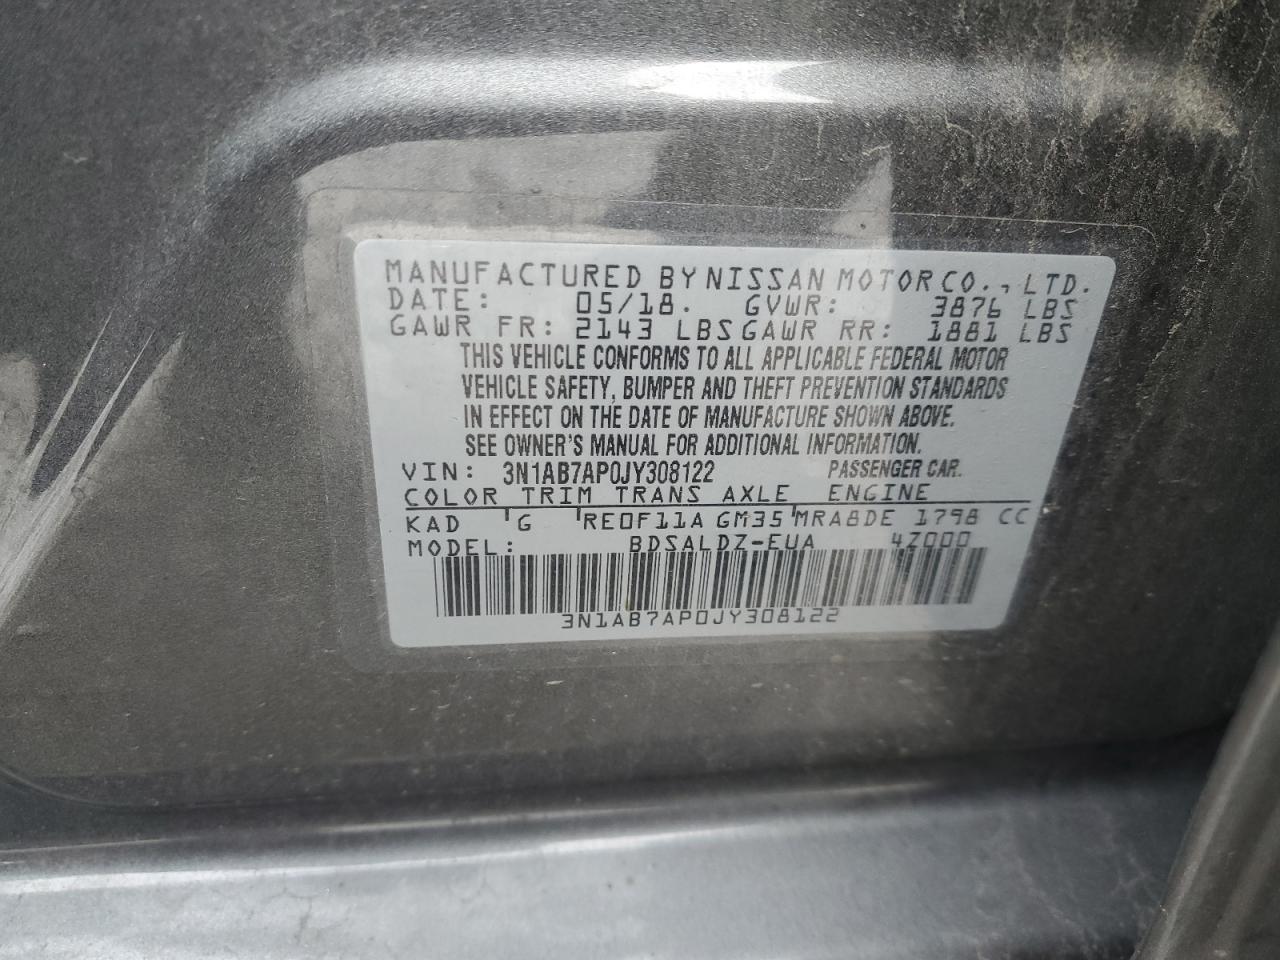 MANUFACTURED BY NISSAN MOTOR CO., LTD.
DATE: 05/18. GVWR: 3876 LBS
GAWR FR: 2143 LBS GAWR RR: 1881 LBS
THIS VEHICLE CONFORMS TO ALL APPLICABLE FEDERAL MOTOR
VEHICLE SAFETY, BUMPER AND THEFT PREVENTION STANDARDS
IN EFFECT ON THE DATE OF MANUFACTURE SHOWN ABOVE.
SEE OWNER'S MANUAL FOR ADDITIONAL INFORMATION.
VIN: 3N1AB7AP0JY308122 PASSENGER CAR.
COLOR TRIM TRANS AXLE ENGINE
KAD G RE0F11A GM35 MRA8DE 1798 CC
MODEL: BDSALDZ-EUA 4Z000
3N1AB7AP0JY308122